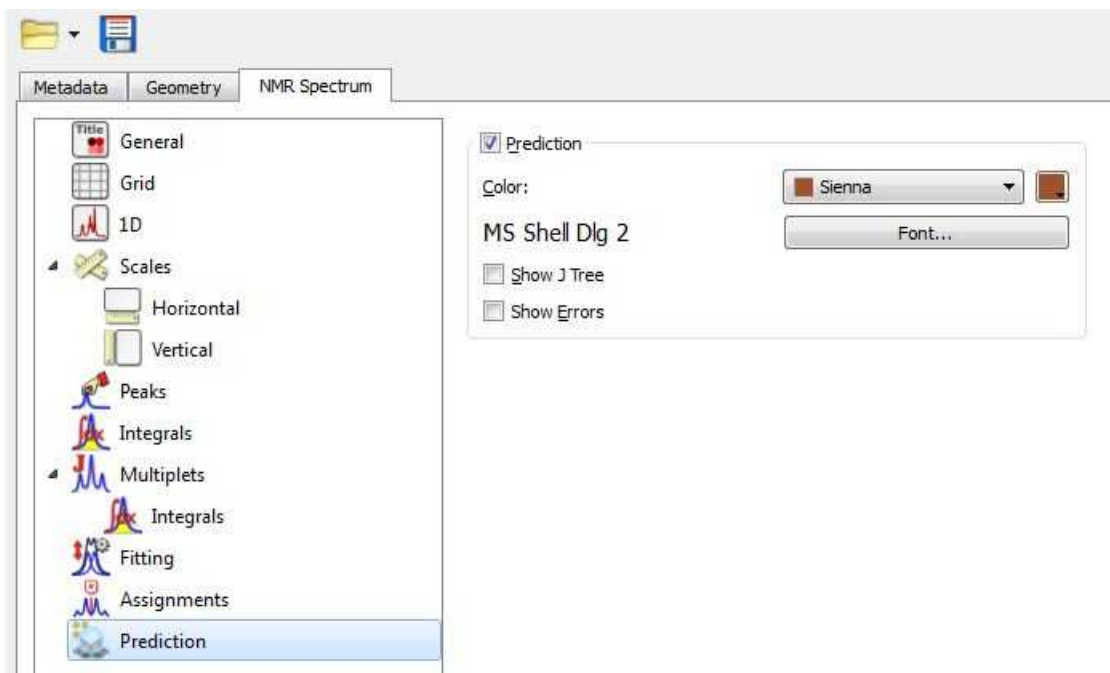 Metadata
Geometry
NMR Spectrum
Title
General
Grid
1D
Scales
Horizontal
Vertical
Peaks
Integrals
Multiplets
Integrals
Fitting
Assignments
Prediction
Prediction
Color:
Sienna
MS Shell Dlg 2
Font...
Show J Tree
Show Errors